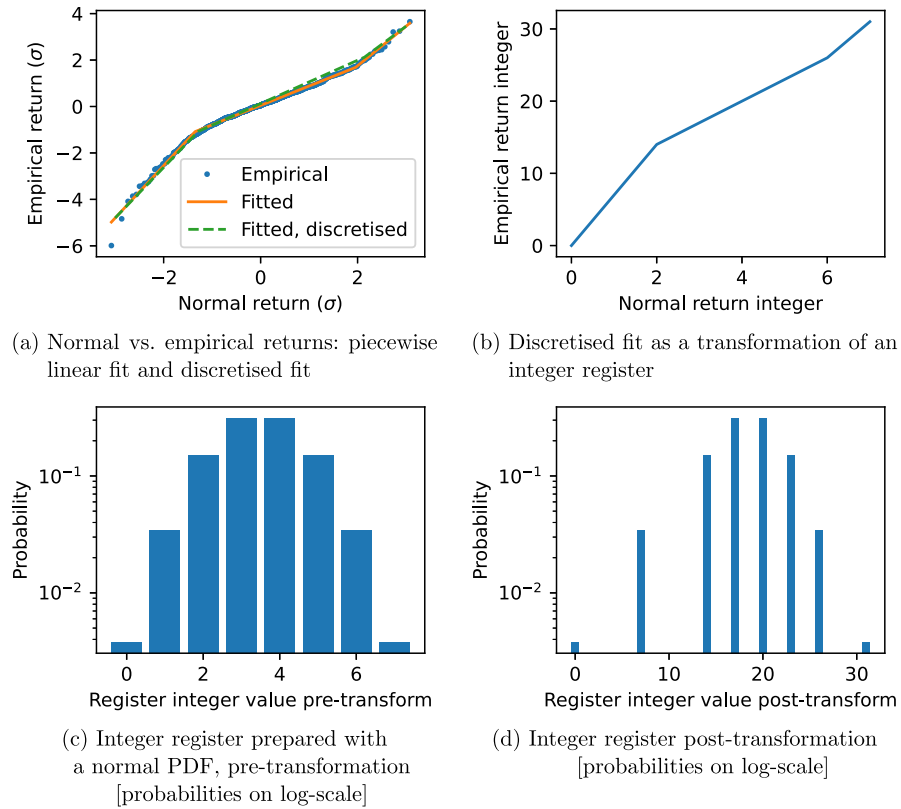 4
2
0
−2
−4
−6
Empirical return (σ)
Empirical
Fitted
Fitted, discretised
−2
0
2
Normal return (σ)
(a) Normal vs. empirical returns: piecewise
linear fit and discretised fit
30
20
10
0
Empirical return integer
0
2
4
6
Normal return integer
(b) Discretised fit as a transformation of an
integer register
10⁻¹
10⁻²
Probability
0
2
4
6
Register integer value pre-transform
(c) Integer register prepared with
a normal PDF, pre-transformation
[probabilities on log-scale]
10⁻¹
10⁻²
Probability
0
10
20
30
Register integer value post-transform
(d) Integer register post-transformation
[probabilities on log-scale]